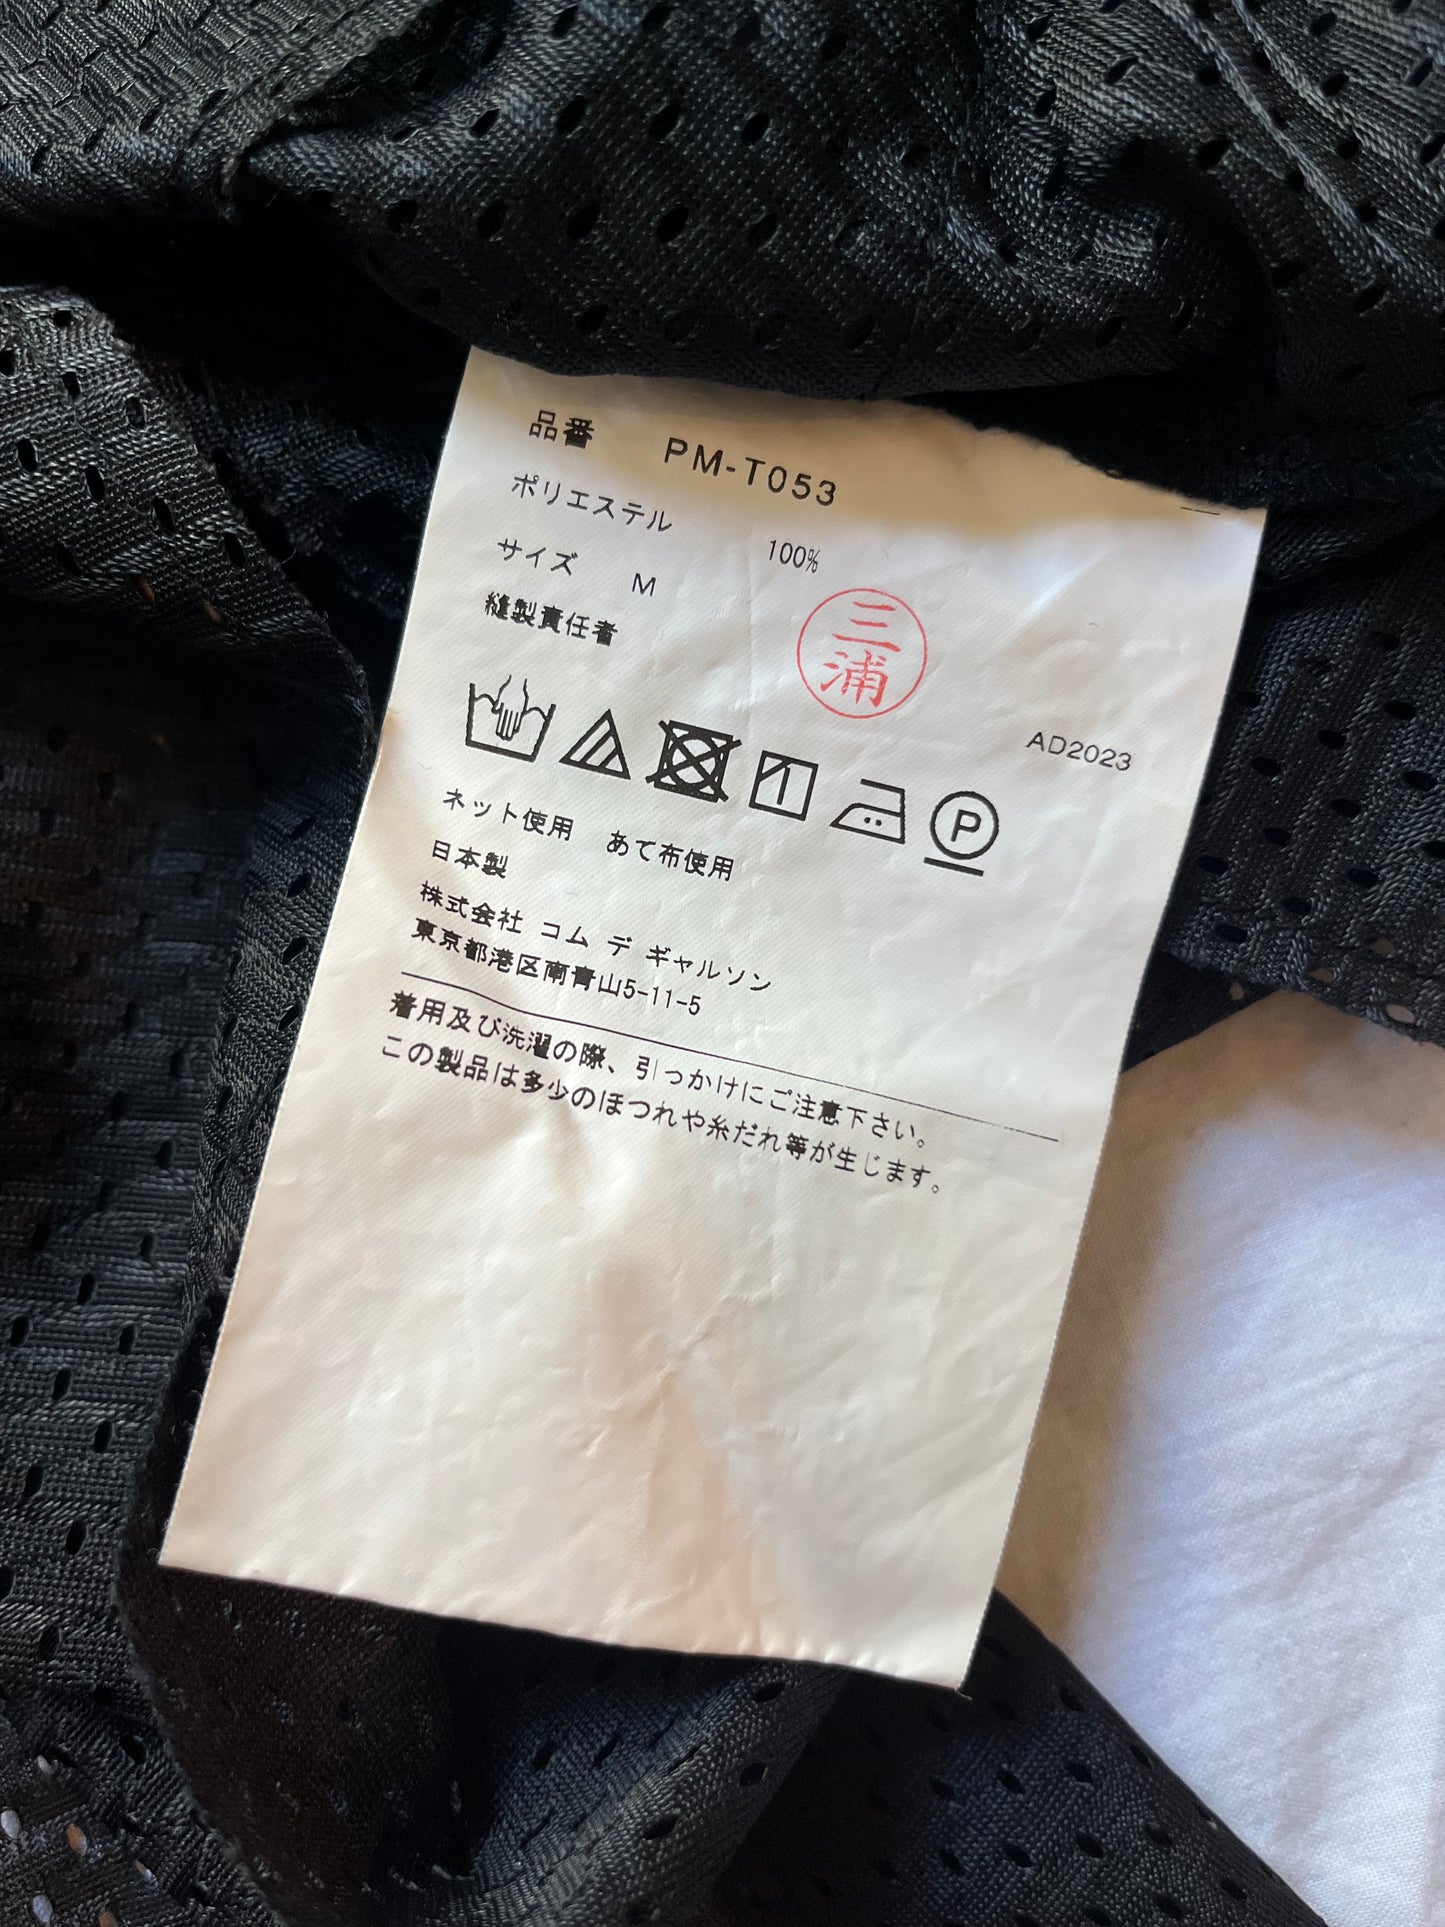 品番 PM-T053
ポリエステル 100%
サイズ M
縫製責任者
三浦
AD2023
P
ネット使用 あて布使用
日本製
株式会社 コム デ ギャルソン
東京都港区南青山5-11-5
着用及び洗濯の際、引っかけにご注意下さい。
この製品は多少のほつれや糸だれ等が生じます。